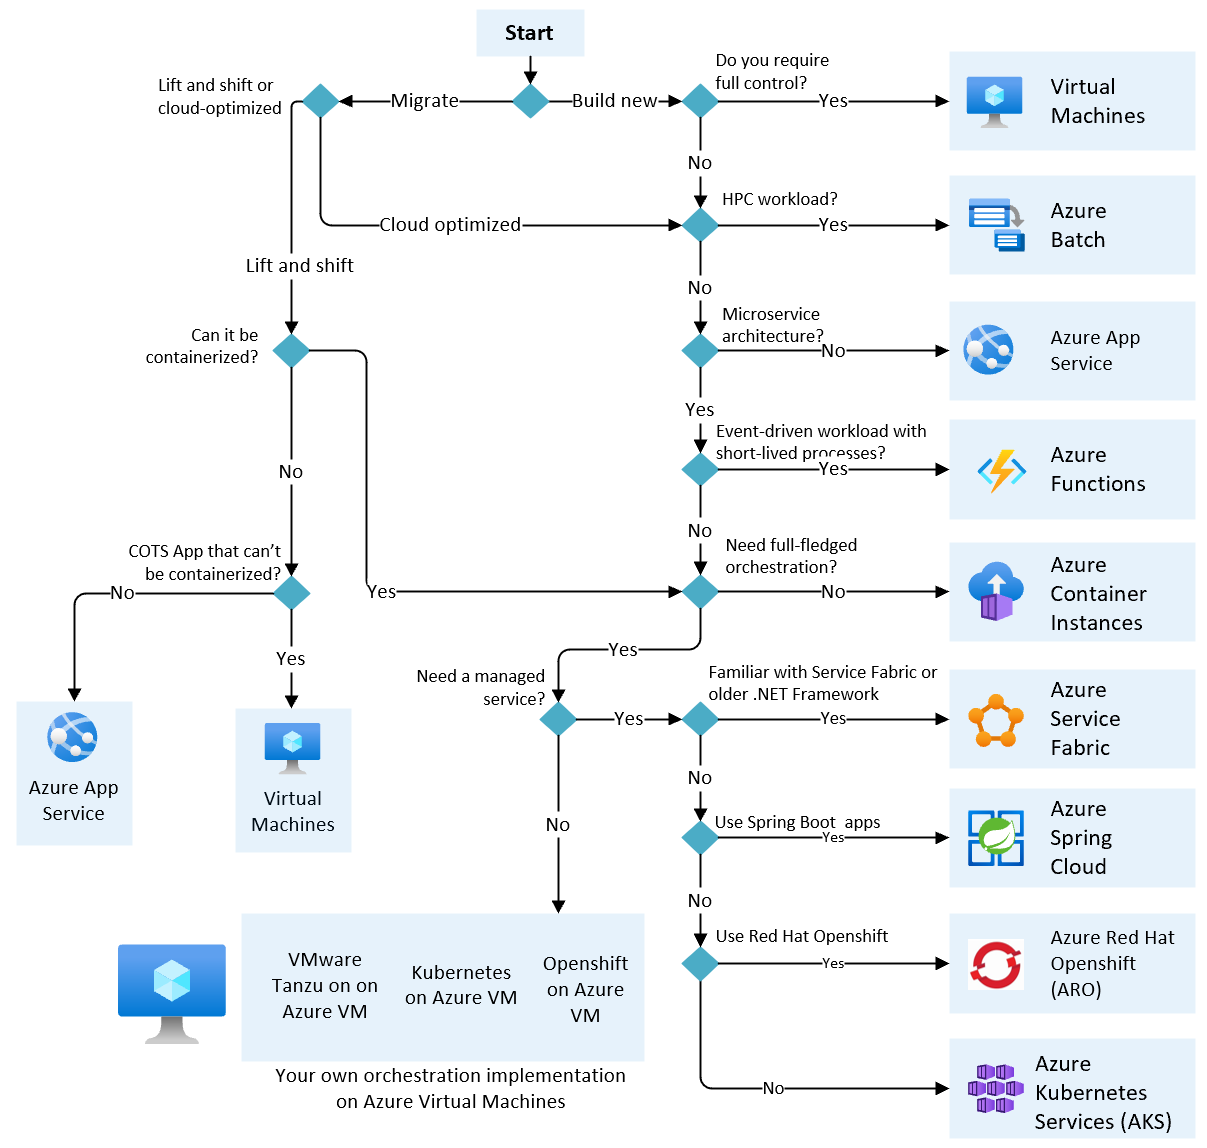 Start
Do you require
full control?
Lift and shift or
cloud-optimized
Migrate
Build new
Yes
Virtual
Machines
No
HPC workload?
Cloud optimized
Yes
Azure
Batch
Lift and shift
No
Microservice
architecture?
No
Azure App
Service
Can it be
containerized?
Yes
Event-driven workload with
short-lived processes?
Yes
Azure
Functions
No
No
Need full-fledged
orchestration?
COTS App that can't
be containerized?
No
Yes
No
Azure
Container
Instances
Yes
Yes
Need a managed
service?
Familiar with Service Fabric or
older .NET Framework
Yes
Yes
Azure
Service
Fabric
Azure App
Service
Virtual
Machines
No
No
Use Spring Boot apps
Yes
Azure
Spring
Cloud
No
Use Red Hat Openshift
Yes
Azure Red Hat
Openshift
(ARO)
VMware
Tanzu on on
Azure VM
Kubernetes
on Azure VM
Openshift
on Azure
VM
Your own orchestration implementation
on Azure Virtual Machines
No
Azure
Kubernetes
Services (AKS)